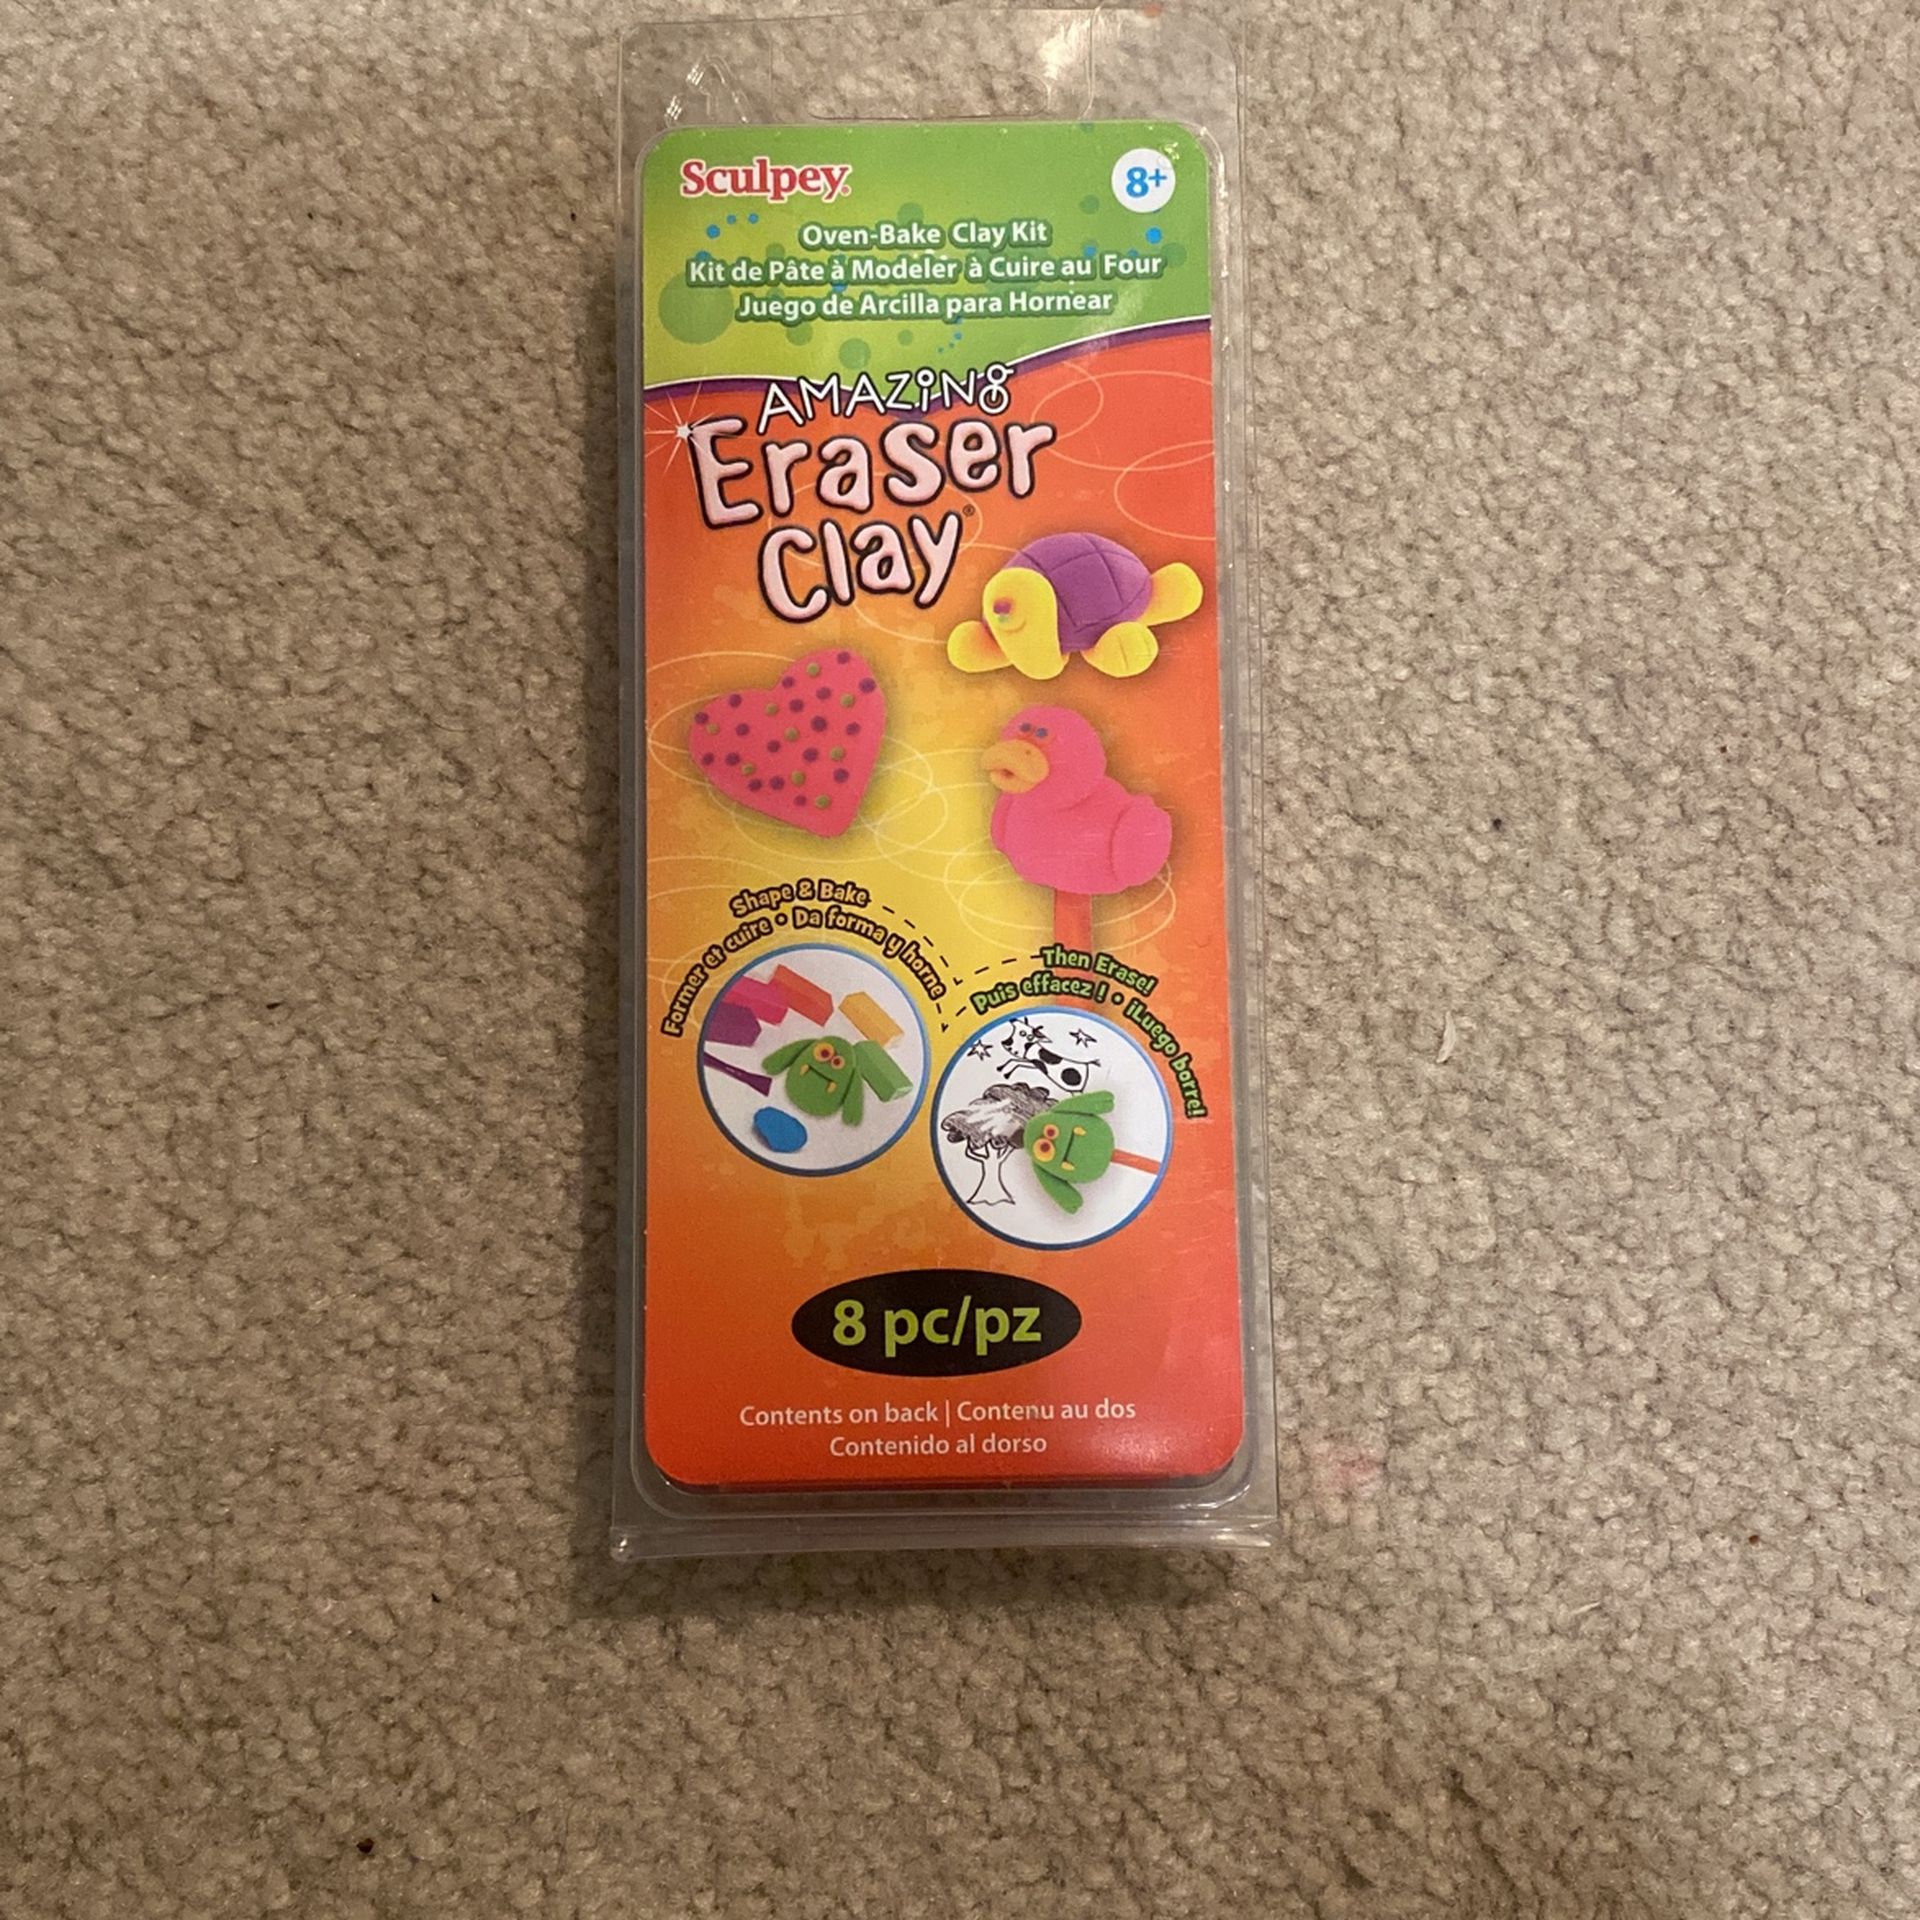 Sculpey®
8+
Oven-Bake Clay Kit
Kit de Pâte à Modeler à Cuire au Four
Juego de Arcilla para Hornear
AMAZING
Eraser
Clay®
Shape & Bake
Former et cuire • Da forma y horne
Then Erase!
Puis effacez ! • ¡Luego borre!
8 pc/pz
Contents on back | Contenu au dos
Contenido al dorso